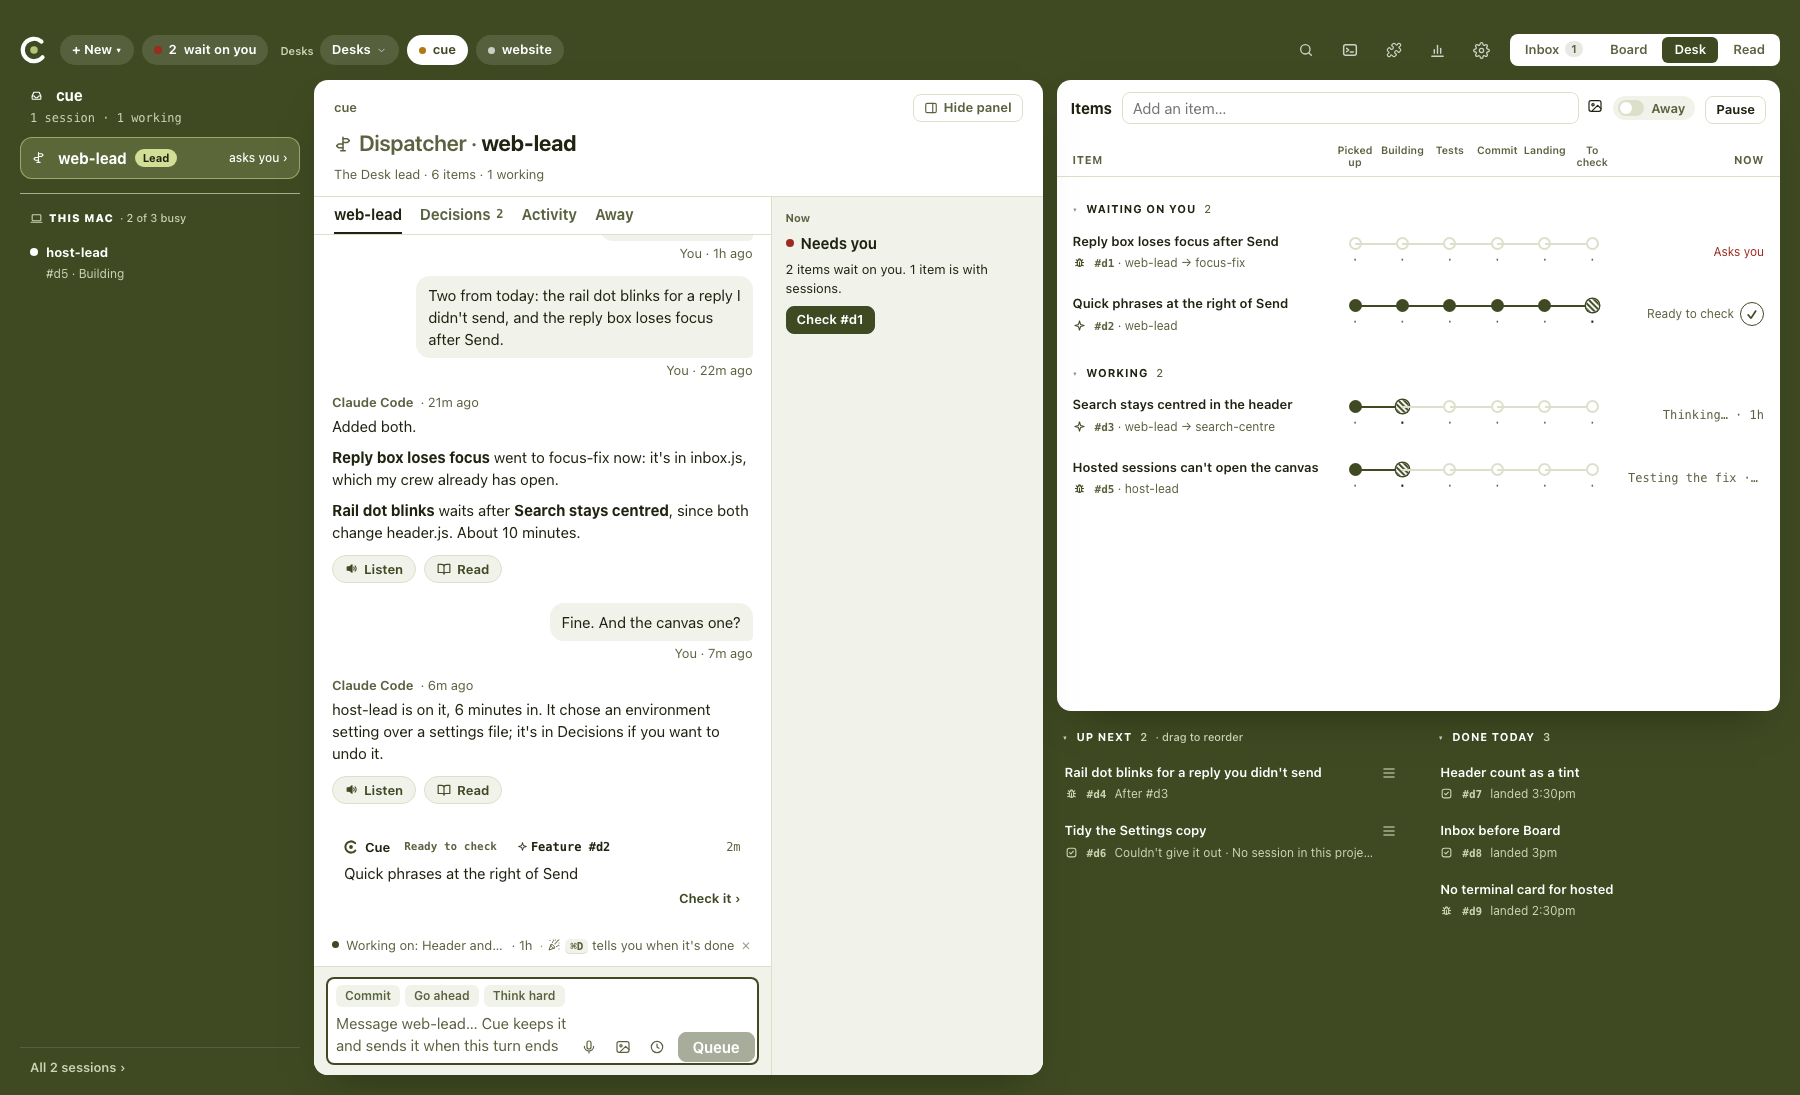 + New ▾
2 wait on you
Desks
Desks
cue
website
Inbox 1
Board
Desk
Read
cue
1 session · 1 working
web-lead Lead
asks you ›
THIS MAC · 2 of 3 busy
host-lead
#d5 · Building
All 2 sessions ›
cue
Hide panel
Dispatcher · web-lead
The Desk lead · 6 items · 1 working
web-lead
Decisions 2
Activity
Away
You · 1h ago
Two from today: the rail dot blinks for a reply I
didn't send, and the reply box loses focus
after Send.
You · 22m ago
Claude Code · 21m ago
Added both.
Reply box loses focus went to focus-fix now: it's in inbox.js,
which my crew already has open.
Rail dot blinks waits after Search stays centred, since both
change header.js. About 10 minutes.
Listen
Read
Fine. And the canvas one?
You · 7m ago
Claude Code · 6m ago
host-lead is on it, 6 minutes in. It chose an environment
setting over a settings file; it's in Decisions if you want to
undo it.
Listen
Read
Cue Ready to check Feature #d2 2m
Quick phrases at the right of Send
Check it ›
Working on: Header and... · 1h · ⌘D tells you when it's done ×
Commit
Go ahead
Think hard
Message web-lead... Cue keeps it
and sends it when this turn ends
Queue
Now
Needs you
2 items wait on you. 1 item is with
sessions.
Check #d1
Items
Add an item...
Away
Pause
ITEM
Picked up
Building
Tests
Commit
Landing
To check
NOW
WAITING ON YOU 2
Reply box loses focus after Send
#d1 · web-lead → focus-fix
Asks you
Quick phrases at the right of Send
#d2 · web-lead
Ready to check
WORKING 2
Search stays centred in the header
#d3 · web-lead → search-centre
Thinking… · 1h
Hosted sessions can't open the canvas
#d5 · host-lead
Testing the fix ·…
UP NEXT 2 · drag to reorder
Rail dot blinks for a reply you didn't send
#d4 After #d3
Tidy the Settings copy
#d6 Couldn't give it out · No session in this proje...
DONE TODAY 3
Header count as a tint
#d7 landed 3:30pm
Inbox before Board
#d8 landed 3pm
No terminal card for hosted
#d9 landed 2:30pm